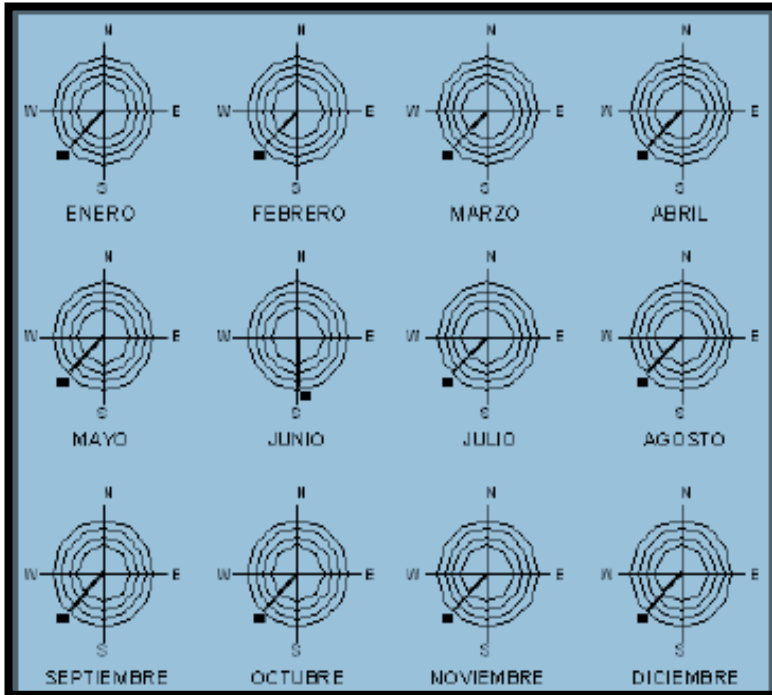 N N N N
W E W E W E W E
S S S S
ENERO FEBRERO MARZO ABRIL
N N N N
W E W E W E W E
S S S S
MAYO JUNIO JULIO AGOSTO
N N N N
W E W E W E W E
S S S S
SEPTIEMBRE OCTUBRE NOVIEMBRE DICIEMBRE